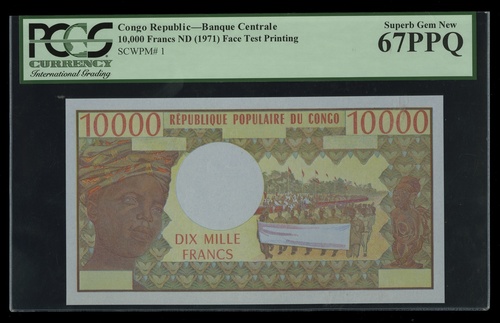 PCGS
CURRENCY
International Grading
Congo Republic—Banque Centrale
10,000 Francs ND (1971) Face Test Printing
SCWPM# 1
Superb Gem New
67PPQ
10000 RÉPUBLIQUE POPULAIRE DU CONGO 10000
DIX MILLE
FRANCS